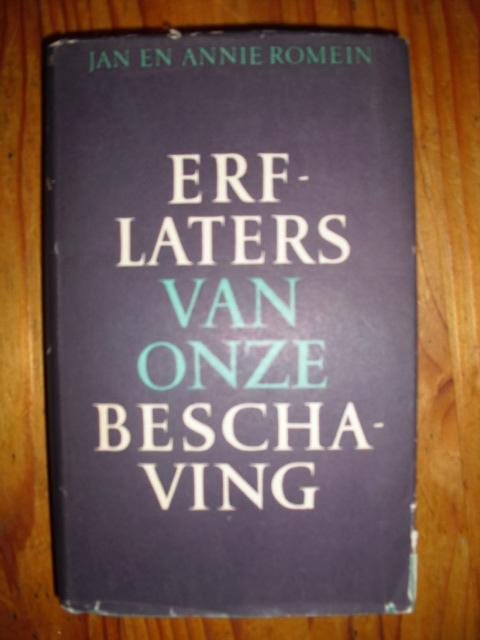 JAN EN ANNIE ROMEIN
ERF-
LATERS
VAN
ONZE
BESCHA-
VING